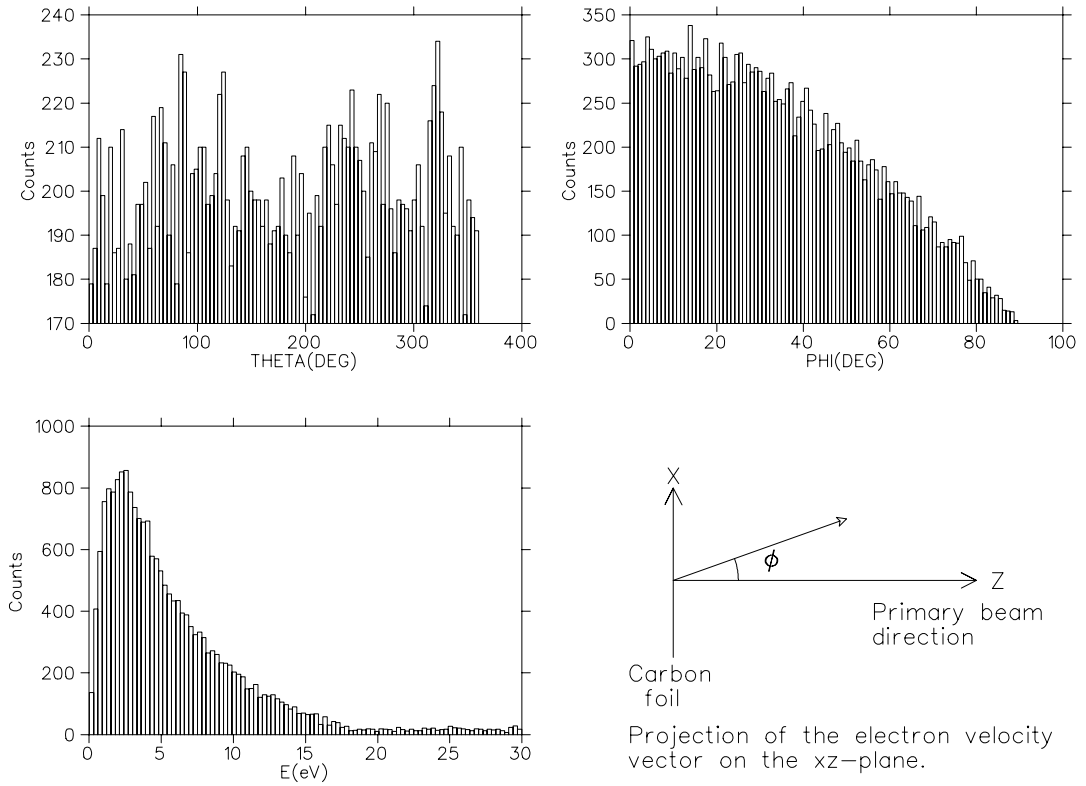 240
230
220
210
200
190
180
170
Counts
0
100
200
300
400
THETA(DEG)
350
300
250
200
150
100
50
0
Counts
0
20
40
60
80
100
PHI(DEG)
1000
800
600
400
200
0
Counts
0
5
10
15
20
25
30
E(eV)
X
ϕ
Z
Primary beam
direction
Carbon
foil
Projection of the electron velocity
vector on the xz-plane.